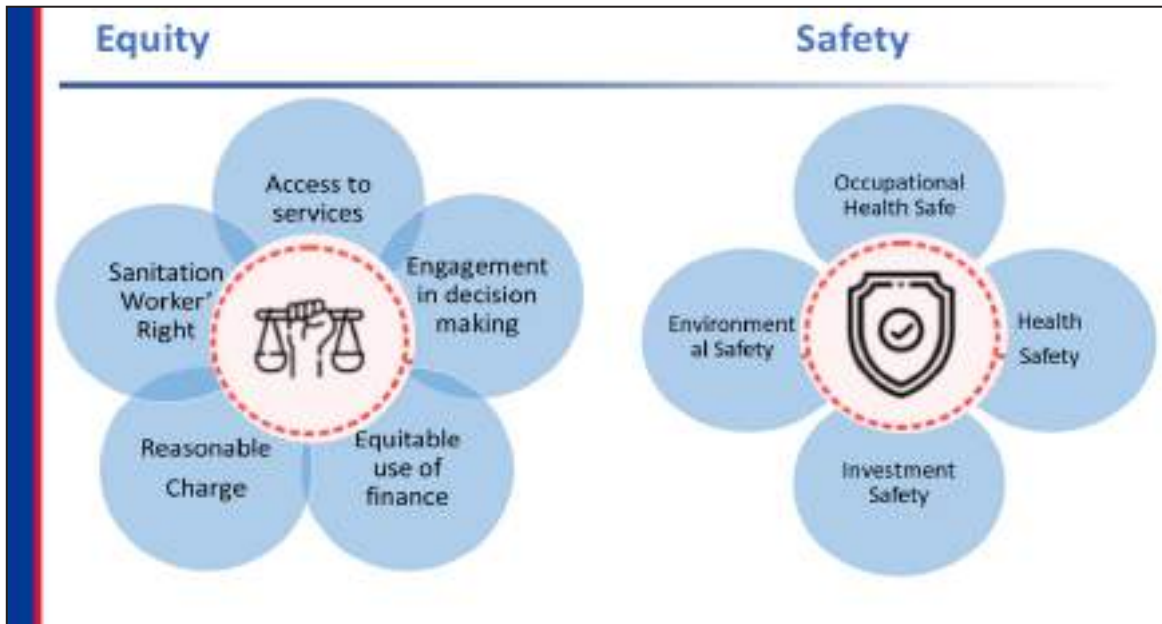 Equity
Safety
Access to
services
Engagement
in decision
making
Equitable
use of
finance
Reasonable
Charge
Sanitation
Worker'
Right
Occupational
Health Safe
Health
Safety
Investment
Safety
Environment
al Safety